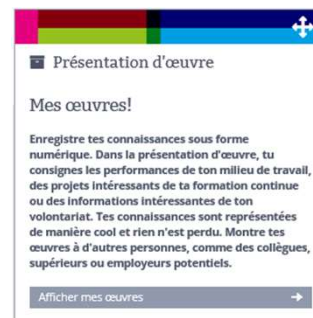 Présentation d'œuvre
Mes œuvres!
Enregistre tes connaissances sous forme
numérique. Dans la présentation d'œuvre, tu
consignes les performances de ton milieu de travail,
des projets intéressants de ta formation continue
ou des informations intéressantes de ton
volontariat. Tes connaissances sont représentées
de manière cool et rien n'est perdu. Montre tes
œuvres à d'autres personnes, comme des collègues,
supérieurs ou employeurs potentiels.
Afficher mes œuvres